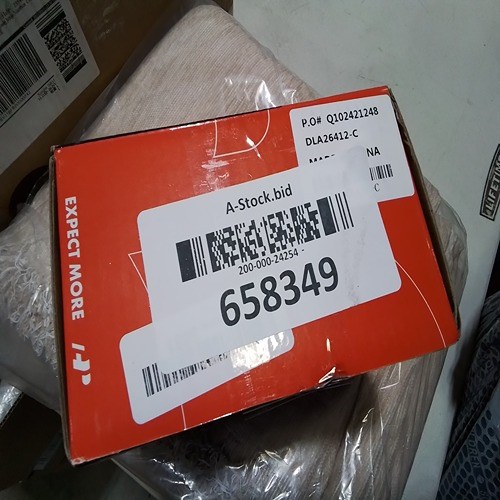 P.O# Q102421248
DLA26412-C
C
A-Stock.bid
200-000-24254 -
658349
EXPECT MORE